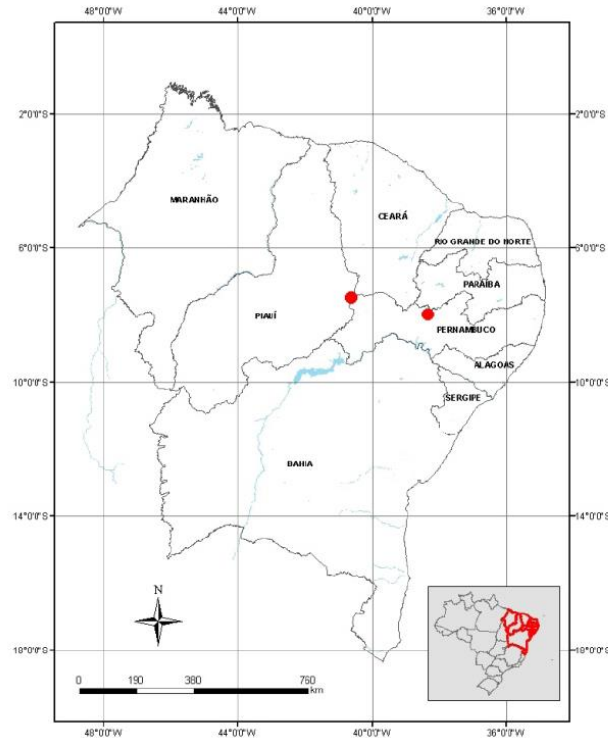 48°0'0"W 44°0'0"W 40°0'0"W 36°0'0"W
2°0'0"S 2°0'0"S
MARANHÃO
CEARÁ
6°0'0"S RIO GRANDE DO NORTE 6°0'0"S
PARAÍBA
PIAUÍ
PERNAMBUCO
ALAGOAS
10°0'0"S 10°0'0"S
SERGIPE
BAHIA
14°0'0"S 14°0'0"S
N
18°0'0"S 18°0'0"S
0 190 380 760
km
48°0'0"W 44°0'0"W 40°0'0"W 36°0'0"W